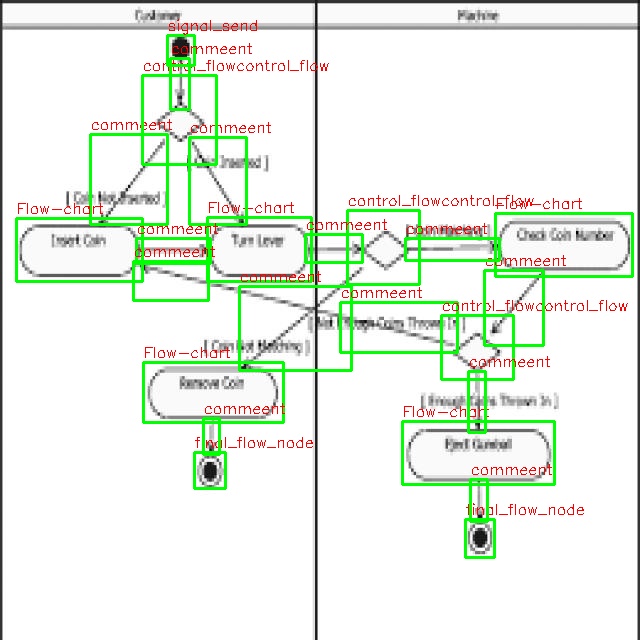 Customer
Machine
signal_send
commeent
control_flowcontrol_flow
commeent
commeent
[ Coin Inserted ]
[ Coin Not Inserted ]
Flow-chart
Flow-chart
control_flowcontrol_flow
Flow-chart
commeent
commeent
commeent
Insert Coin
Turn Lever
Check Coin Number
commeent
commeent
commeent
commeent
control_flowcontrol_flow
[ Not Enough Coins Thrown In ]
[ Coin Not Matching ]
Flow-chart
commeent
Remove Coin
[ Enough Coins Thrown In ]
commeent
Flow-chart
final_flow_node
Eject Gumball
commeent
final_flow_node